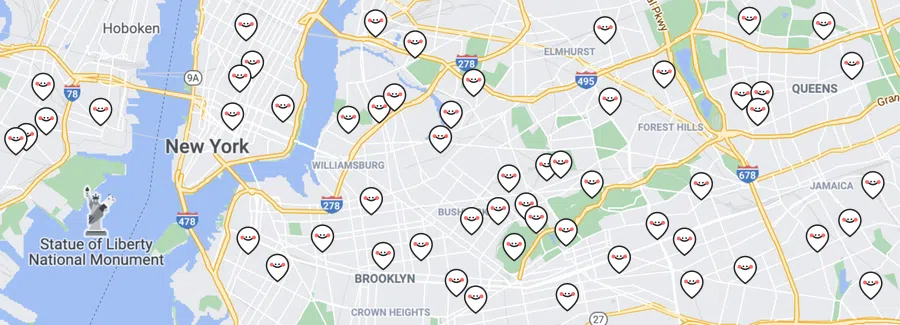 Hoboken
9A
78
New York
278
ELMHURST
495
QUEENS
Pkwy
Gran
FOREST HILLS
WILLIAMSBURG
678
JAMAICA
278
478
BUSH
Statue of Liberty
National Monument
BROOKLYN
CROWN HEIGHTS
27